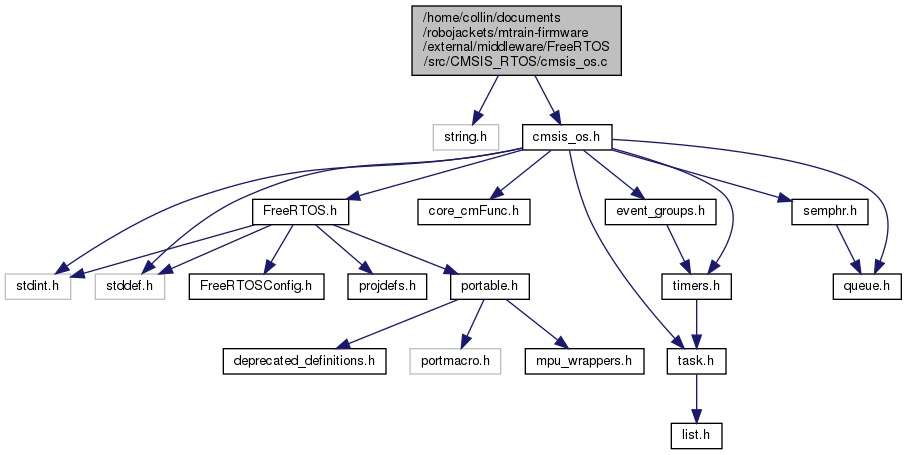 /home/collin/documents
/robojackets/mtrain-firmware
/external/middleware/FreeRTOS
/src/CMSIS_RTOS/cmsis_os.c
string.h
cmsis_os.h
FreeRTOS.h
core_cmFunc.h
event_groups.h
semphr.h
stdint.h
stddef.h
FreeRTOSConfig.h
projdefs.h
portable.h
timers.h
queue.h
deprecated_definitions.h
portmacro.h
mpu_wrappers.h
task.h
list.h